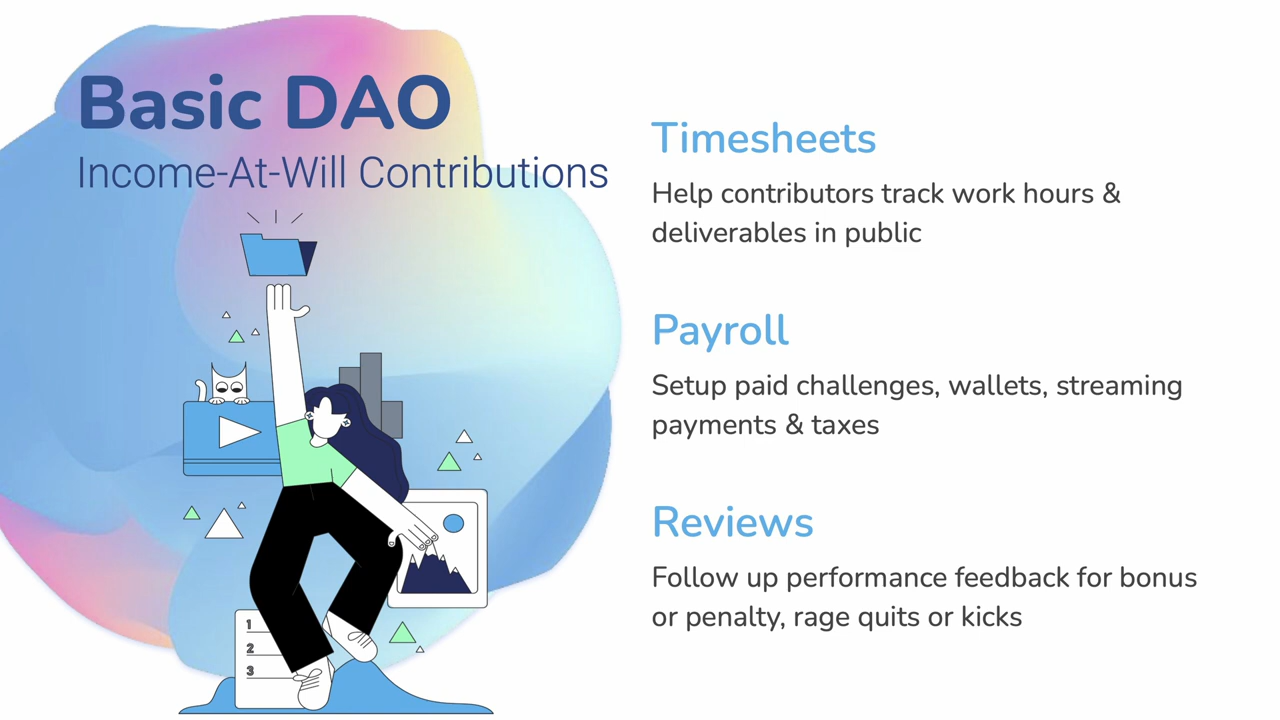 Basic DAO
Income-At-Will Contributions
Timesheets
Help contributors track work hours &
deliverables in public
Payroll
Setup paid challenges, wallets, streaming
payments & taxes
Reviews
Follow up performance feedback for bonus
or penalty, rage quits or kicks
1
2
3